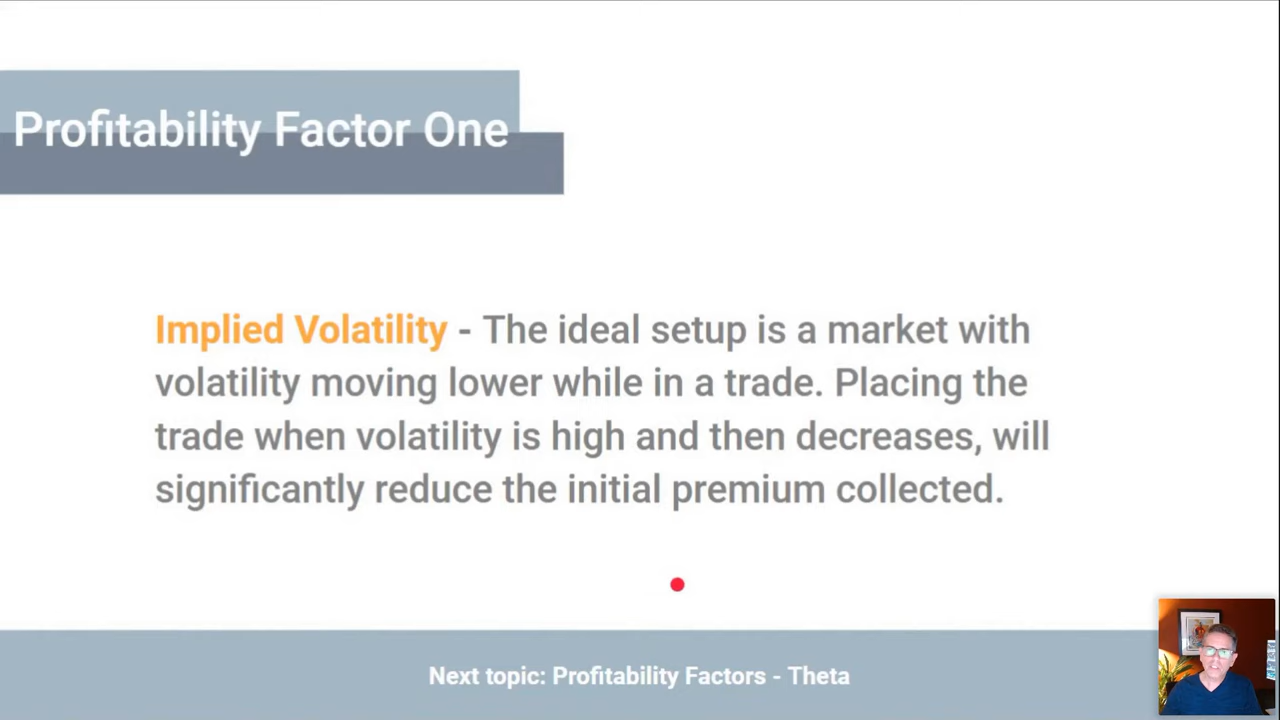 Profitability Factor One
Implied Volatility - The ideal setup is a market with
volatility moving lower while in a trade. Placing the
trade when volatility is high and then decreases, will
significantly reduce the initial premium collected.
Next topic: Profitability Factors - Theta